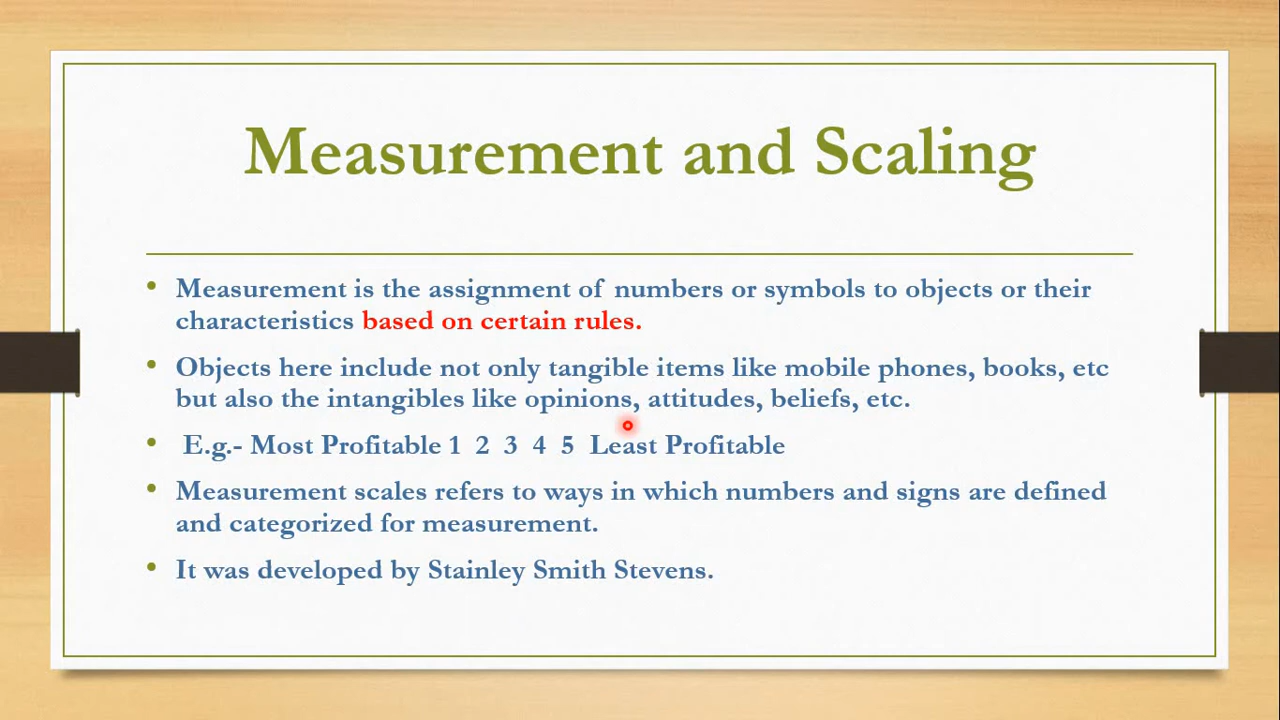 Measurement and Scaling
• Measurement is the assignment of numbers or symbols to objects or their
characteristics based on certain rules.
• Objects here include not only tangible items like mobile phones, books, etc
but also the intangibles like opinions, attitudes, beliefs, etc.
• E.g.- Most Profitable 1 2 3 4 5 Least Profitable
• Measurement scales refers to ways in which numbers and signs are defined
and categorized for measurement.
• It was developed by Stainley Smith Stevens.